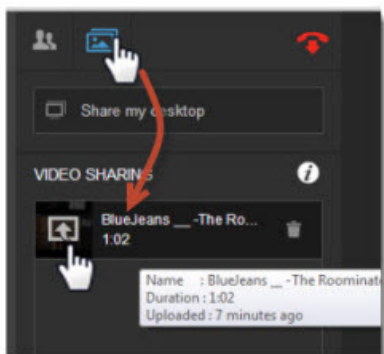 Share my desktop
VIDEO SHARING
BlueJeans __ -The Ro...
1:02
Name : BlueJeans __ -The Roominat
Duration : 1:02
Uploaded : 7 minutes ago